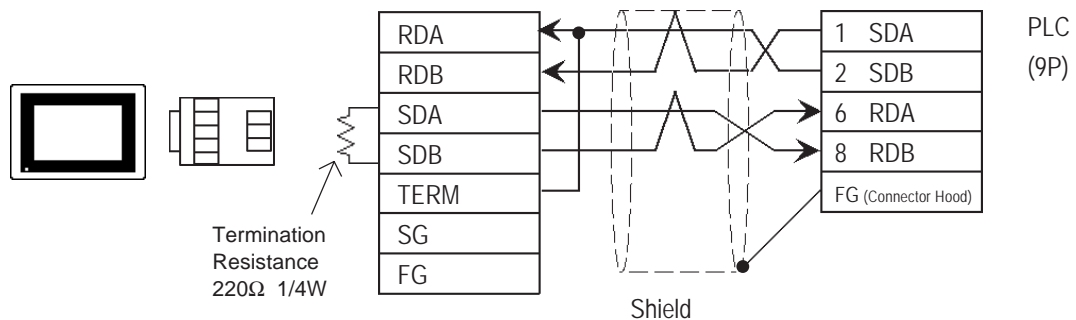 RDA
RDB
SDA
SDB
TERM
SG
FG
Termination
Resistance
220Ω 1/4W
Shield
1 SDA
2 SDB
6 RDA
8 RDB
FG (Connector Hood)
PLC
(9P)